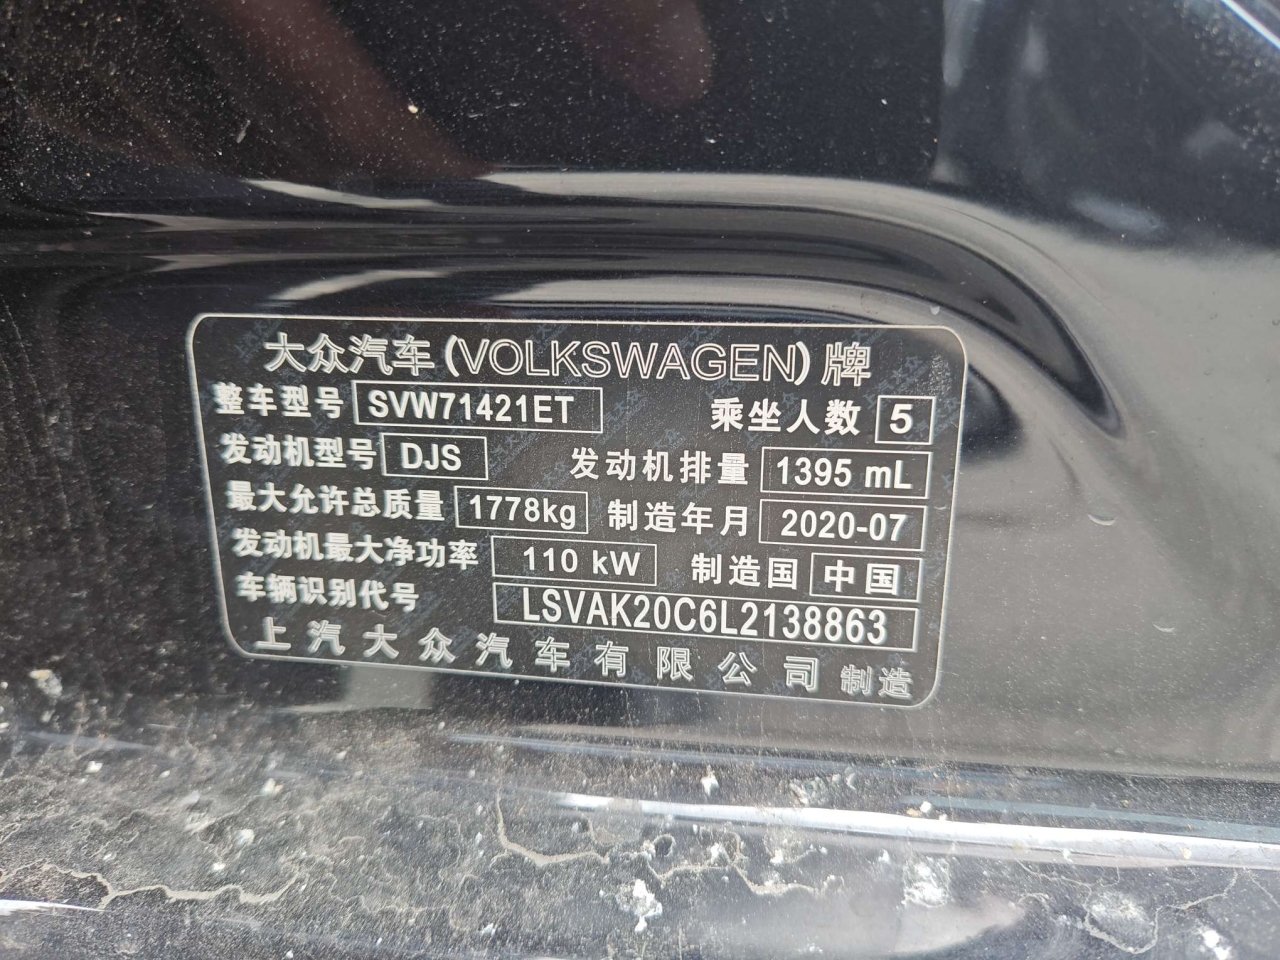 大众汽车(VOLKSWAGEN)牌
整车型号 SVW71421ET 乘坐人数 5
发动机型号 DJS 发动机排量 1395 mL
最大允许总质量 1778kg 制造年月 2020-07
发动机最大净功率 110 kW 制造国 中国
车辆识别代号 LSVAK20C6L2138863
上汽大众汽车有限公司制造